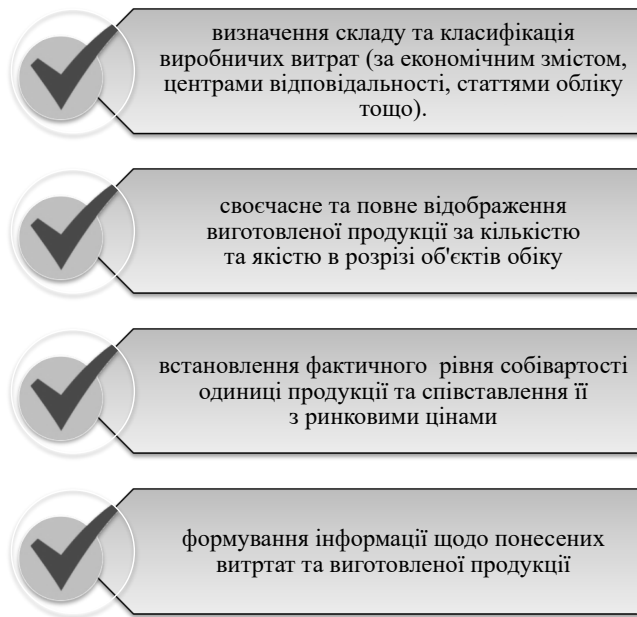 визначення складу та класифікація
виробничих витрат (за економічним змістом,
центрами відповідальності, статтями обліку
тощо).
своєчасне та повне відображення
виготовленої продукції за кількістю
та якістю в розрізі об'єктів обіку
встановлення фактичного рівня собівартості
одиниці продукції та співставлення її
з ринковими цінами
формування інформації щодо понесених
витртат та виготовленої продукції